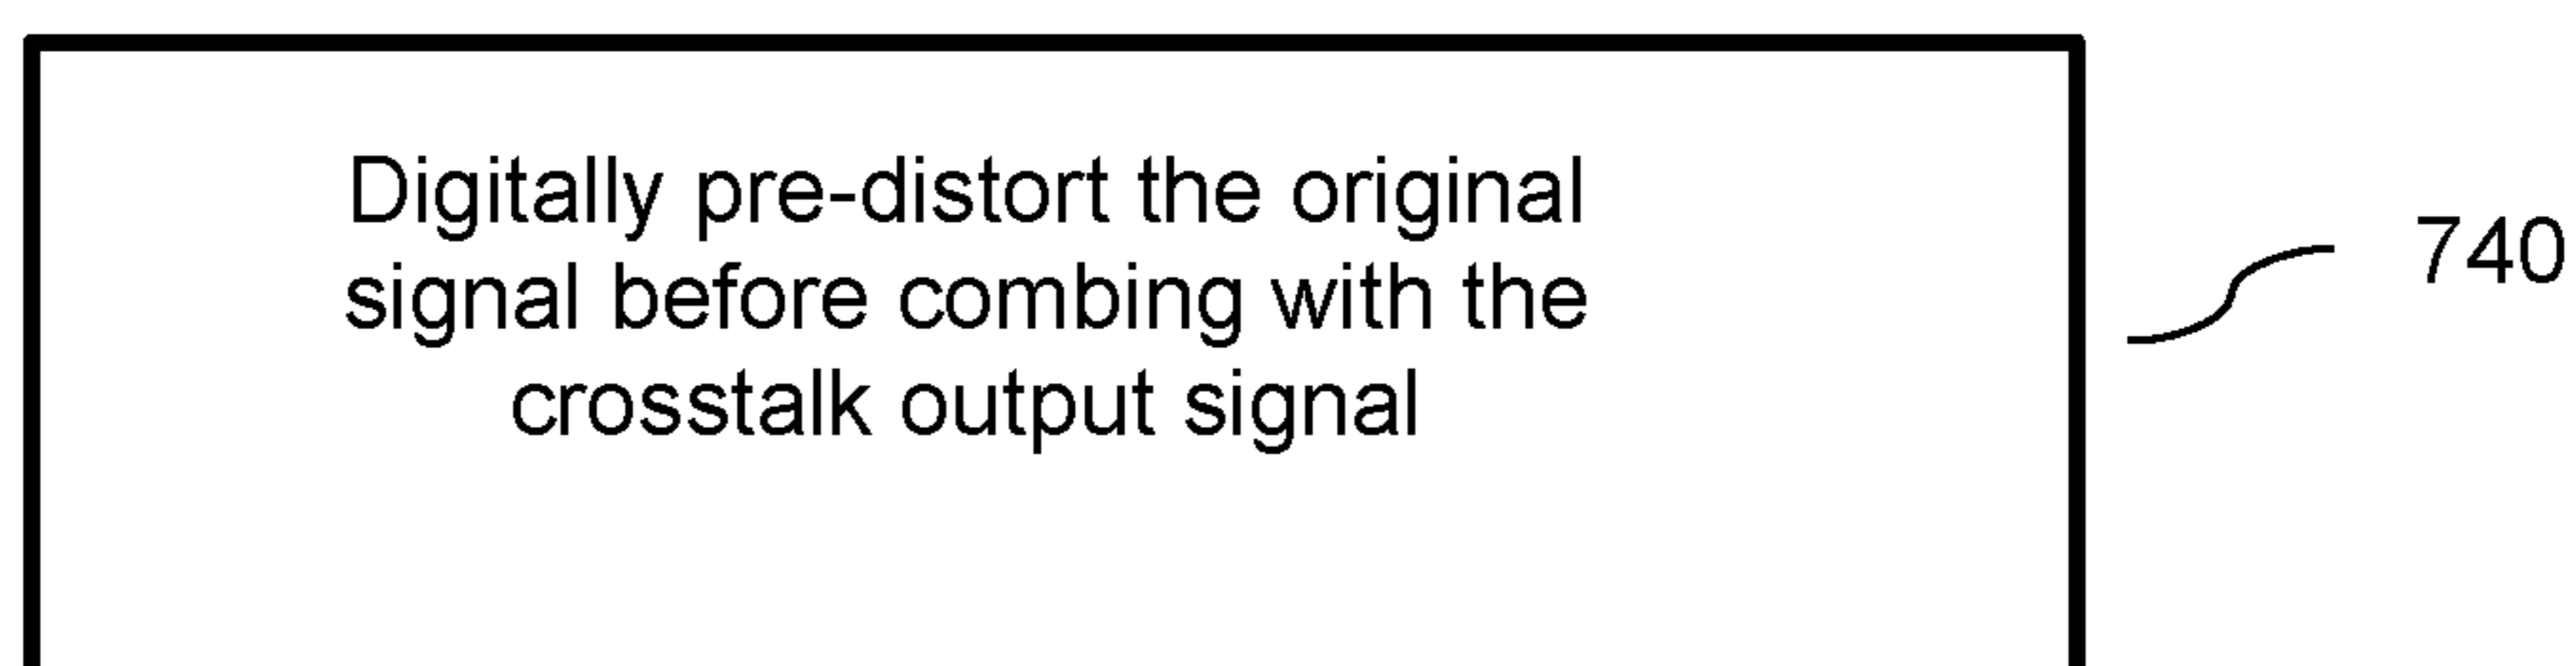 Digitally pre-distort the original
signal before combing with the
crosstalk output signal
740